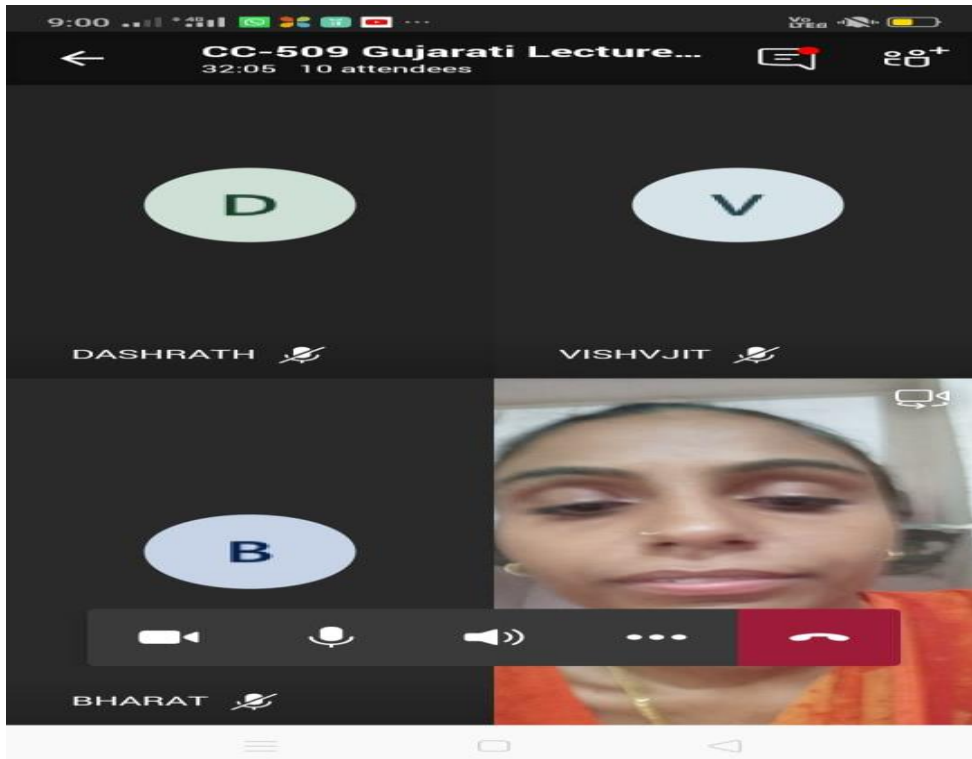 9:00
CC-509 Gujarati Lecture...
32:05 10 attendees
D
V
DASHRATH
VISHVJIT
B
BHARAT